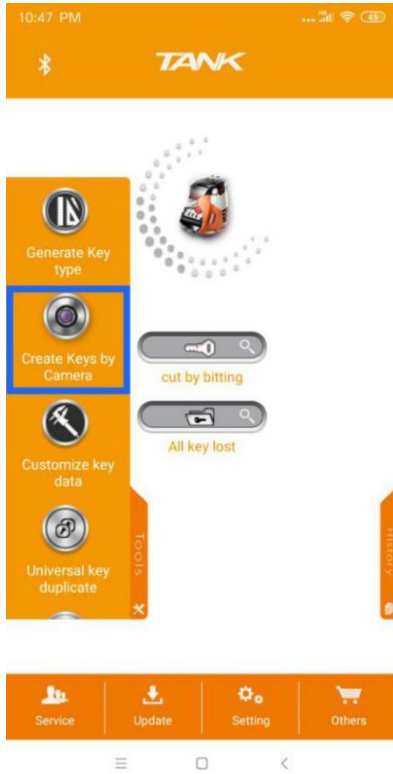 10:47 PM
48
TANK
Generate Key
type
Create Keys by
Camera
cut by bitting
Customize key
data
All key lost
Universal key
duplicate
Tools
History
Service
Update
Setting
Others